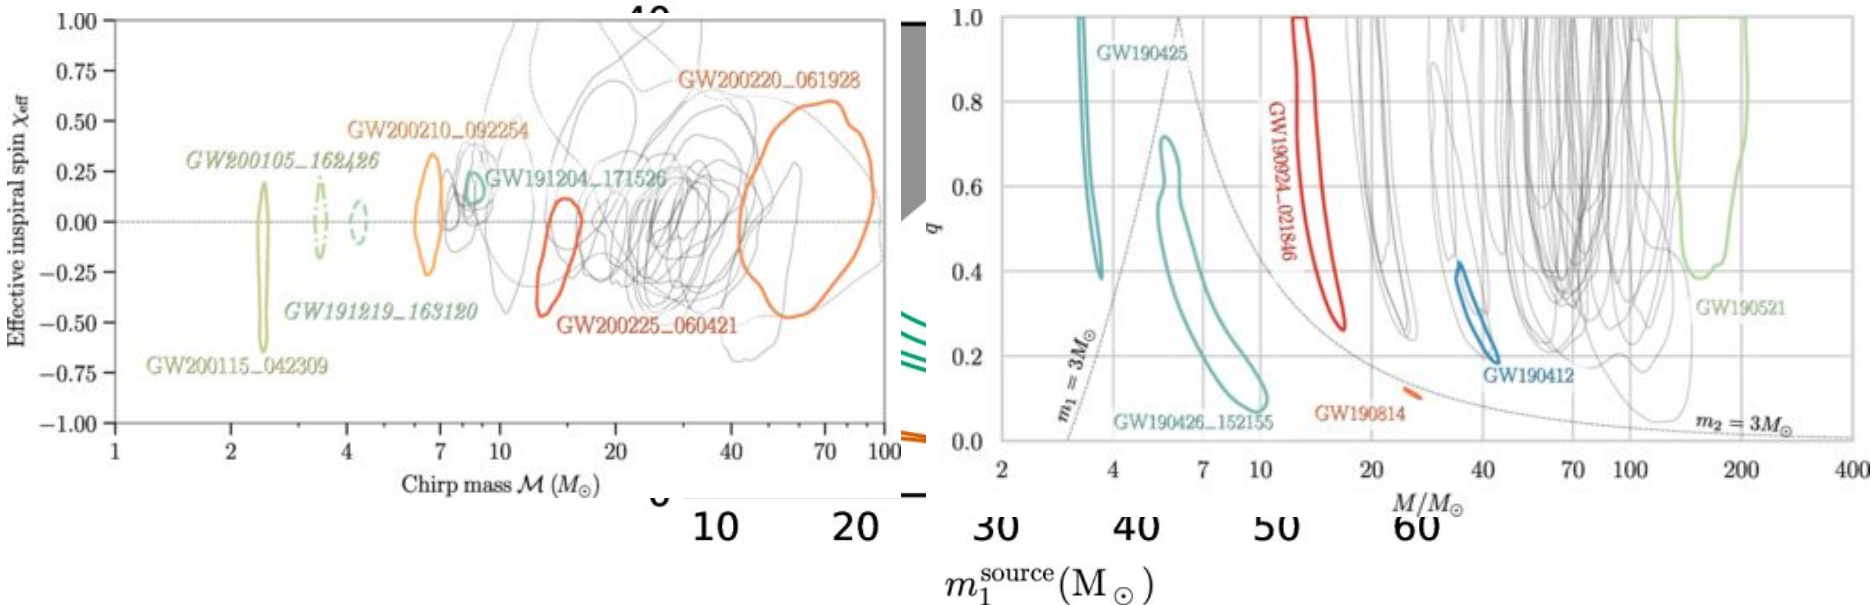 40
1.00
0.75
0.50
0.25
0.00
−0.25
−0.50
−0.75
−1.00
Effective inspiral spin χeff
GW200220_061928
GW200210_092254
GW200105_162426
GW191204_171526
GW191219_163120
GW200225_060421
GW200115_042309
1 2 4 7 10 20 40 70 100
Chirp mass ℳ (M⊙)
1.0
0.8
0.6
0.4
0.2
0.0
q
GW190425
GW190924_021846
GW190521
GW190412
GW190814
GW190426_152155
m₁ = 3M⊙
m₂ = 3M⊙
2 4 7 10 20 40 70 100 200 400
M/M⊙
0
10 20 30 40 50 60
m₁^source(M⊙)